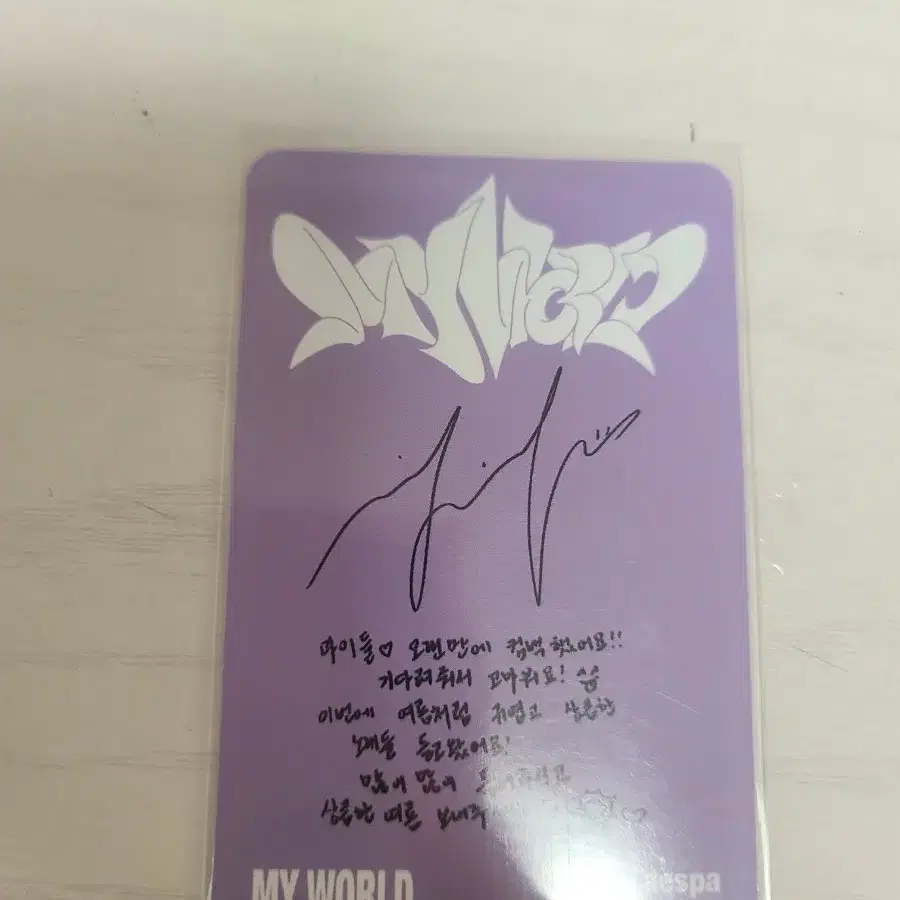 MY WORLD
마이들♡ 오랜만에 컴백했어요!!
기다려줘서 고마워요!
이번에 여름처럼 귀엽고 상큼한
노래들 들고왔어요!
많이 많이
상큼한 여름 보내주
MY WORLD aespa